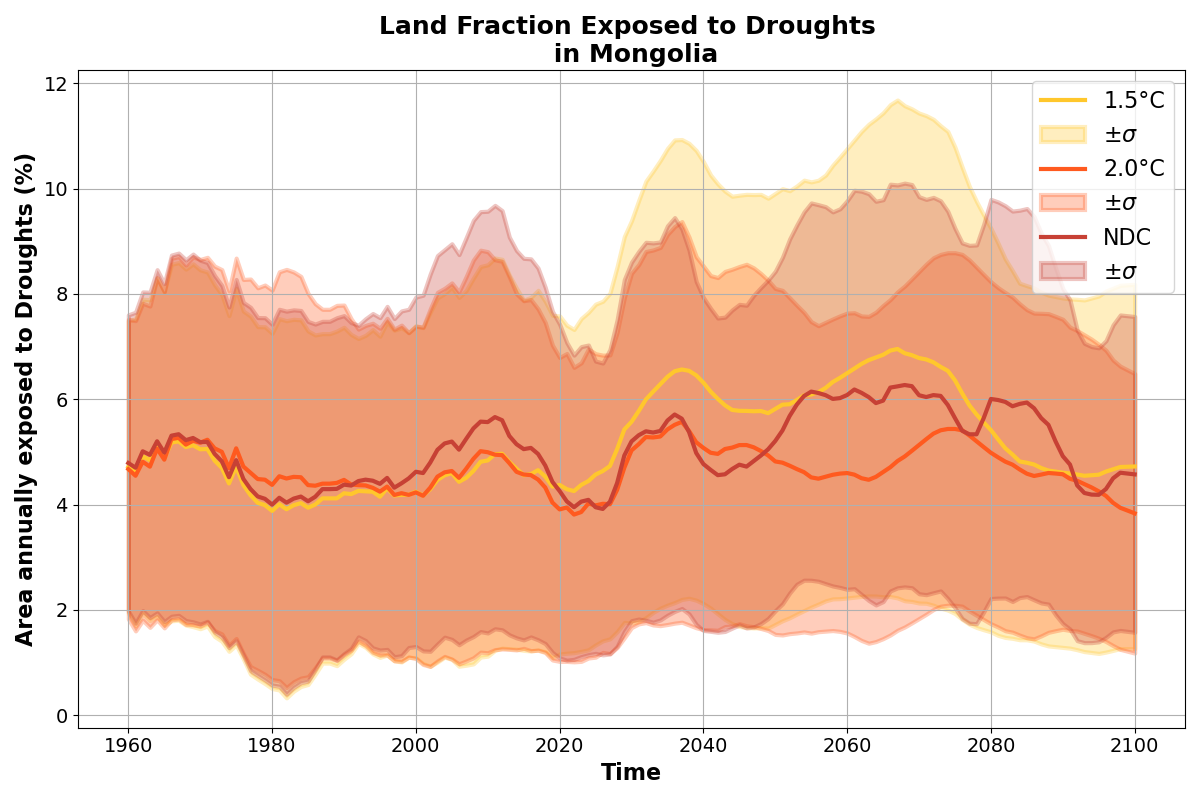 Land Fraction Exposed to Droughts
in Mongolia
Area annually exposed to Droughts (%)
12
10
8
6
4
2
0
1.5°C
±σ
2.0°C
±σ
NDC
±σ
1960 1980 2000 2020 2040 2060 2080 2100
Time